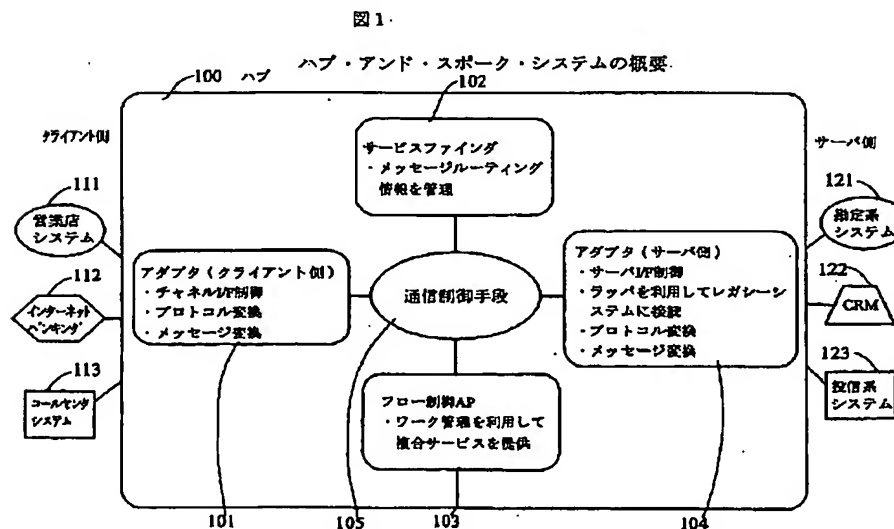 図1
ハブ・アンド・スポーク・システムの概要
100 ハブ
102
クライアント側
サーバ側
サービスファインダ
・メッセージルーティング
情報を管理
111
営業店
システム
121
指定系
システム
アダプタ(クライアント側)
・チャネルI/F制御
・プロトコル変換
・メッセージ変換
通信制御手段
アダプタ(サーバ側)
・サーバI/F制御
・ラッパを利用してレガシーシ
ステムに接続
・プロトコル変換
・メッセージ変換
112
インターネット
バンキング
122
CRM
113
コールセンタ
システム
123
投信系
システム
フロー制御AP
・ワーク管理を利用して
複合サービスを提供
101
105
103
104